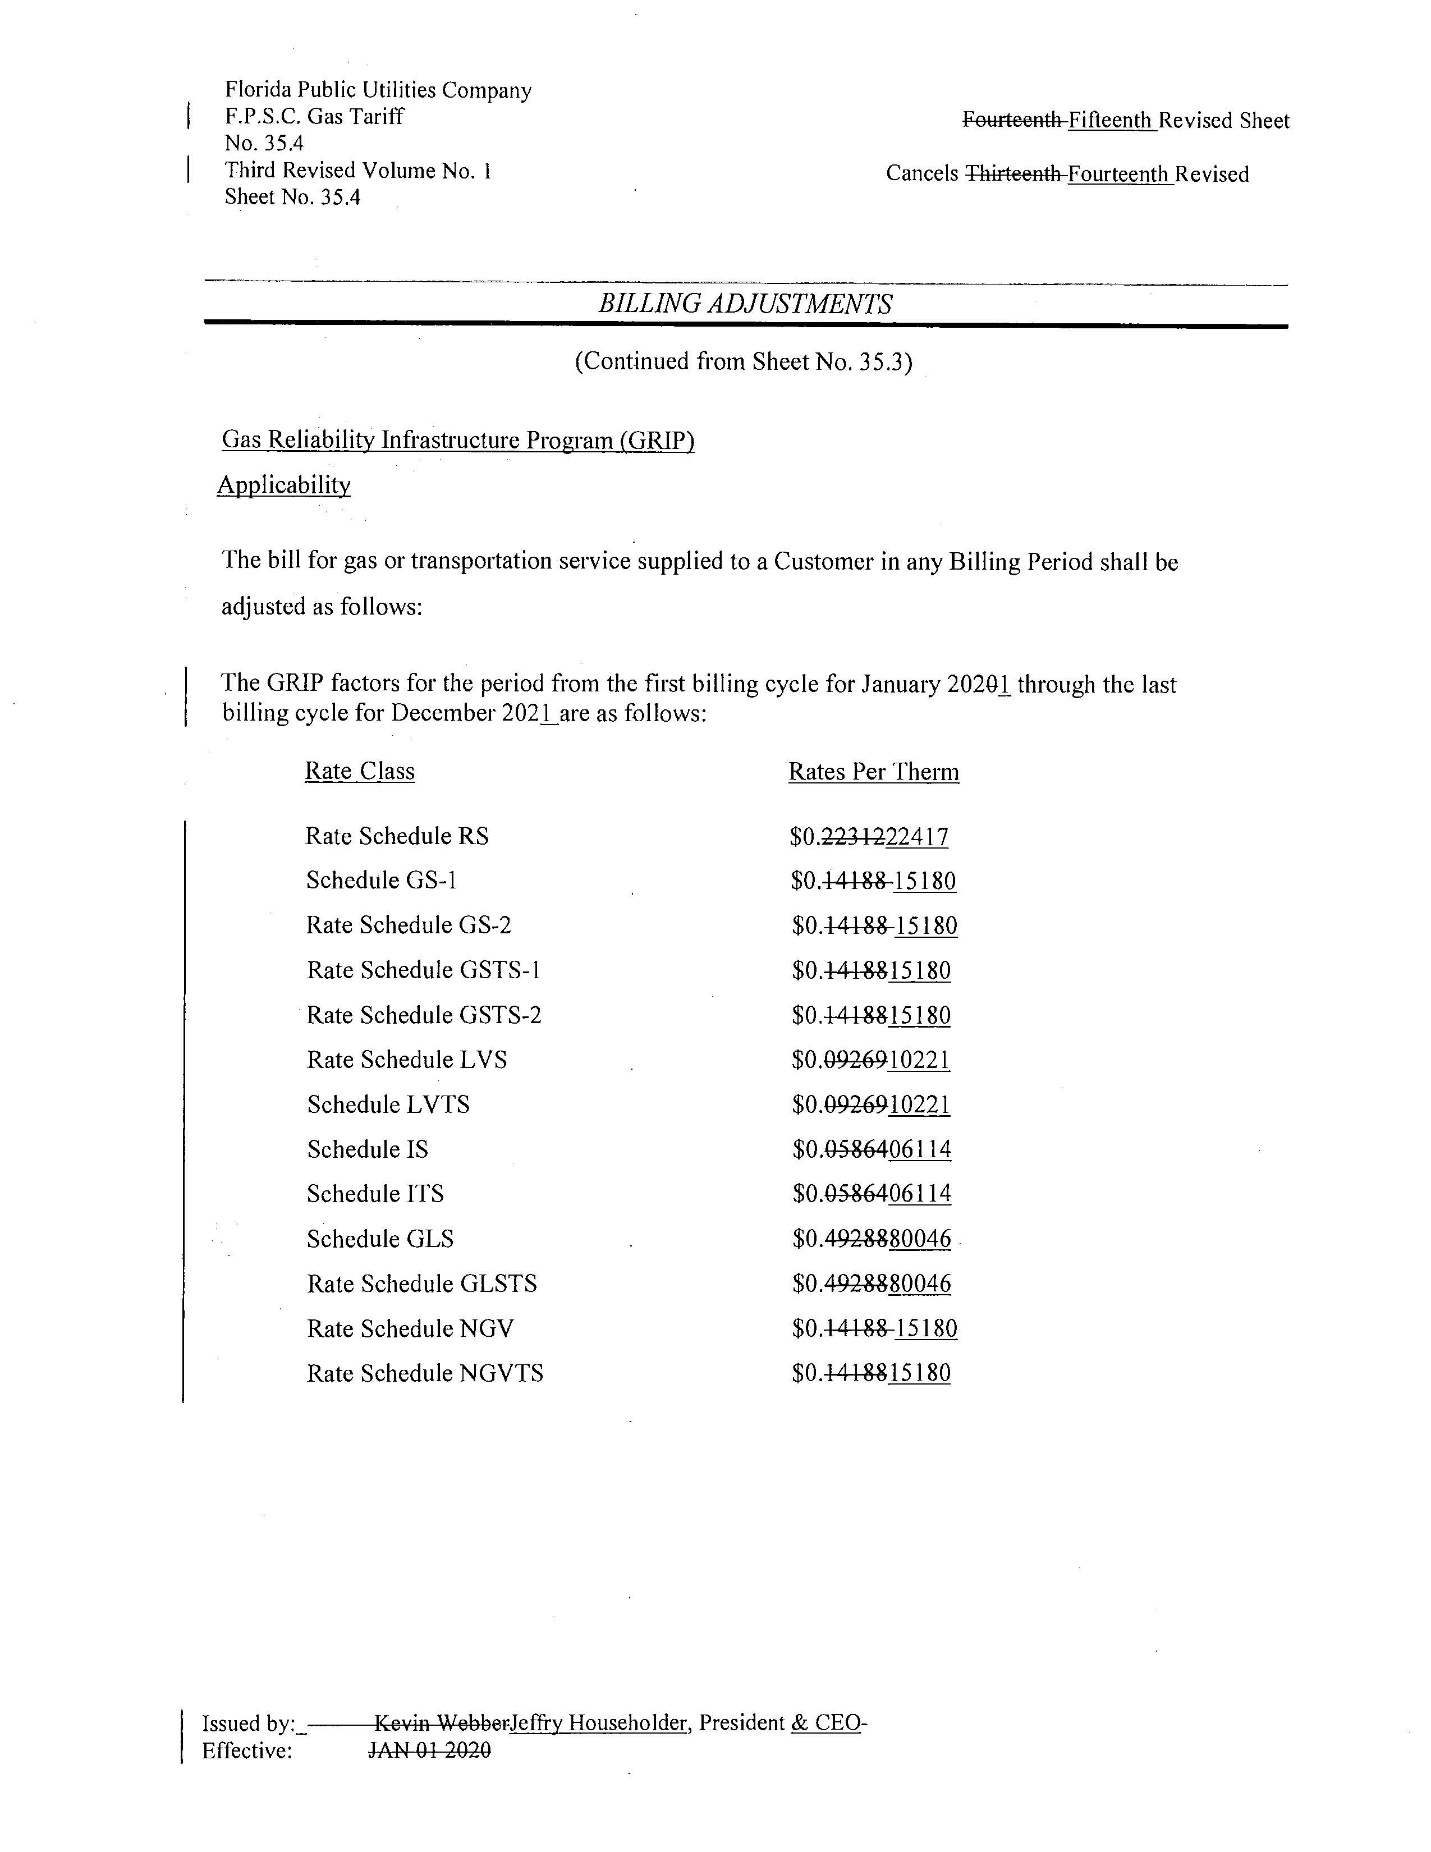 Florida Public Utilities Company
F.P.S.C. Gas Tariff
Fourteenth Fifteenth Revised Sheet
No. 35.4
Third Revised Volume No. 1
Cancels Thirteenth Fourteenth Revised
Sheet No. 35.4
BILLING ADJUSTMENTS
(Continued from Sheet No. 35.3)
Gas Reliability Infrastructure Program (GRIP)
Applicability
The bill for gas or transportation service supplied to a Customer in any Billing Period shall be
adjusted as follows:
The GRIP factors for the period from the first billing cycle for January 20201 through the last
billing cycle for December 2021 are as follows:
Rate Class Rates Per Therm
Rate Schedule RS $0.2231222417
Schedule GS-1 $0.14188 15180
Rate Schedule GS-2 $0.14188 15180
Rate Schedule GSTS-1 $0.1418815180
Rate Schedule GSTS-2 $0.1418815180
Rate Schedule LVS $0.0926910221
Schedule LVTS $0.0926910221
Schedule IS $0.0586406114
Schedule ITS $0.0586406114
Schedule GLS $0.4928880046
Rate Schedule GLSTS $0.4928880046
Rate Schedule NGV $0.14188 15180
Rate Schedule NGVTS $0.1418815180
Issued by: Kevin WebberJeffry Householder, President & CEO-
Effective: JAN 01 2020